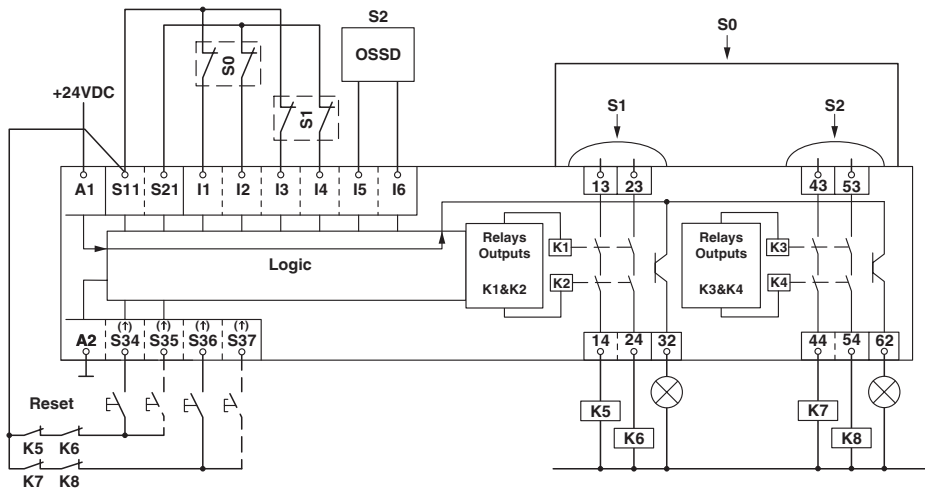 S2
S0
OSSD
S0
S1
+24VDC
S1
S2
A1 S11 S21 I1 I2 I3 I4 I5 I6
13 23
43 53
Logic
Relays
Outputs
K1&K2
K1
K2
Relays
Outputs
K3&K4
K3
K4
(↑) (↑) (↑) (↑)
A2 S34 S35 S36 S37
14 24 32
44 54 62
Reset
K5 K6
K7 K8
K5
K6
K7
K8